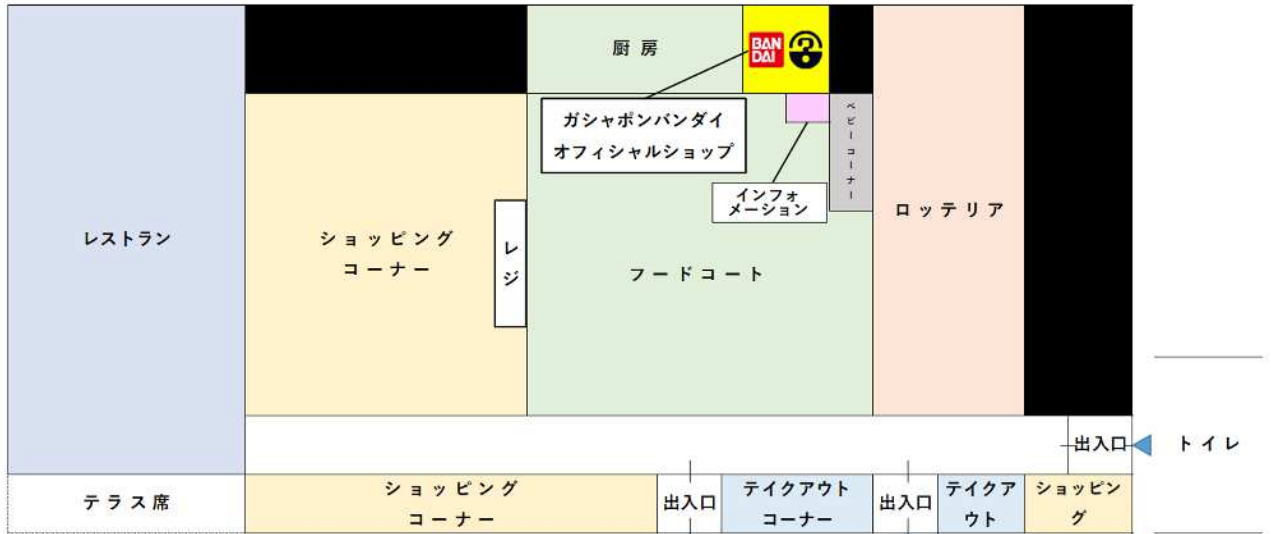 厨房
BAN
DAI
ガシャポンバンダイ
オフィシャルショップ
ベビーコーナー
インフォ
メーション
レストラン
ショッピング
コーナー
レジ
フードコート
ロッテリア
出入口
トイレ
テラス席
ショッピング
コーナー
出入口
テイクアウト
コーナー
出入口
テイクア
ウト
ショッピン
グ